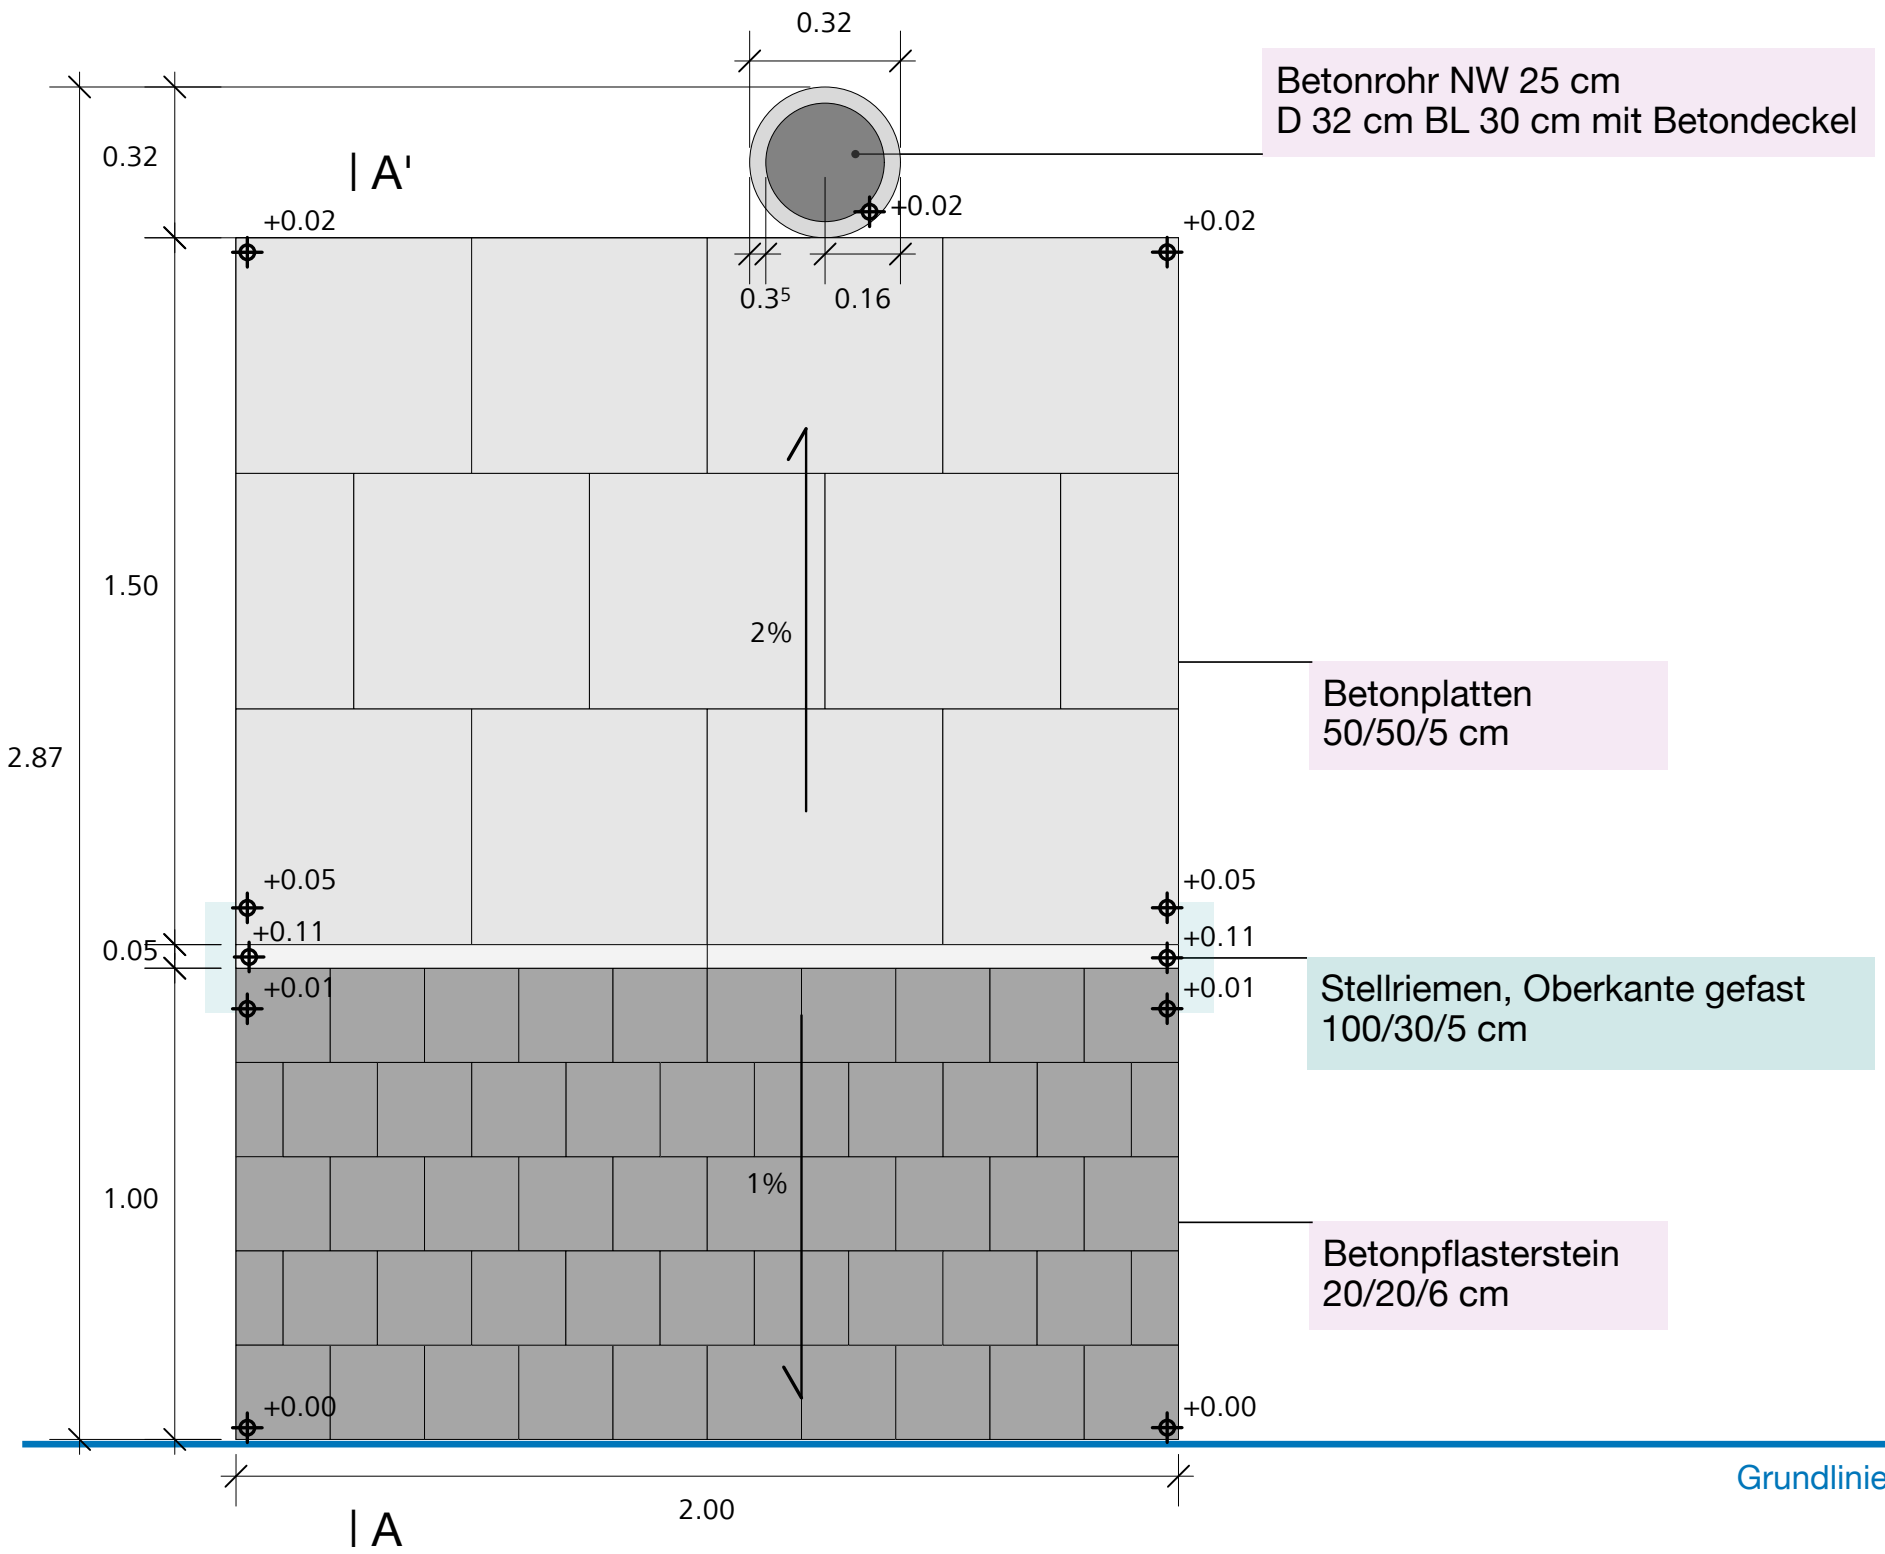 0.32
Betonrohr NW 25 cm
D 32 cm BL 30 cm mit Betondeckel
0.32
A'
+0.02
+0.02
+0.02
0.3⁵
0.16
1.50
2%
Betonplatten
50/50/5 cm
2.87
+0.05
+0.05
+0.11
+0.11
0.05
+0.01
+0.01
Stellriemen, Oberkante gefast
100/30/5 cm
1%
1.00
Betonpflasterstein
20/20/6 cm
+0.00
+0.00
Grundlinie
2.00
A